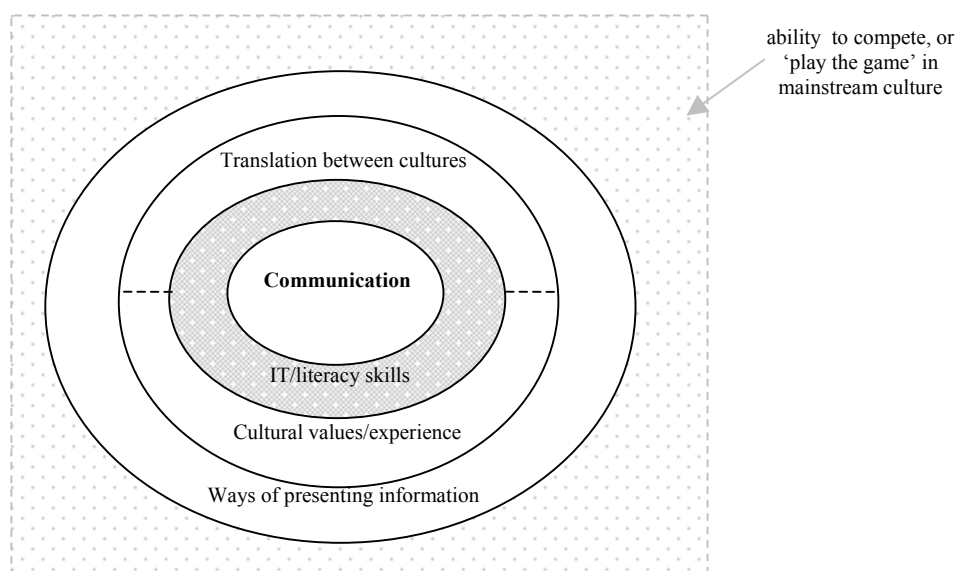 ability to compete, or
‘play the game’ in
mainstream culture
Translation between cultures
Communication
IT/literacy skills
Cultural values/experience
Ways of presenting information